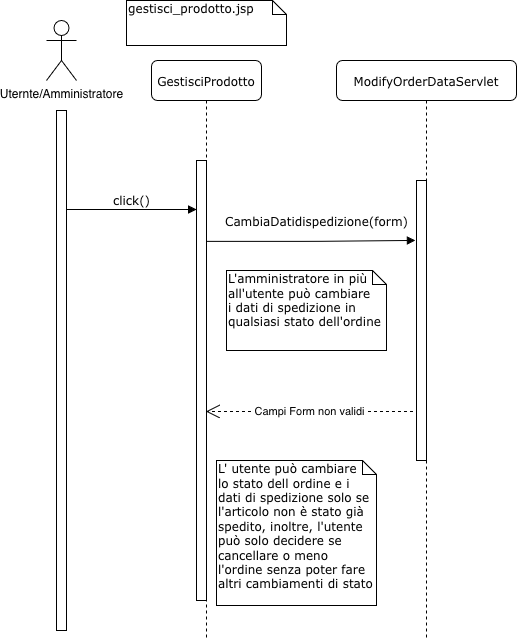 gestisci_prodotto.jsp
Uternte/Amministratore
GestisciProdotto
ModifyOrderDataServlet
click()
CambiaDatidispedizione(form)
L'amministratore in più
all'utente può cambiare
i dati di spedizione in
qualsiasi stato dell'ordine
Campi Form non validi
L' utente può cambiare
lo stato dell ordine e i
dati di spedizione solo se
l'articolo non è stato già
spedito, inoltre, l'utente
può solo decidere se
cancellare o meno
l'ordine senza poter fare
altri cambiamenti di stato